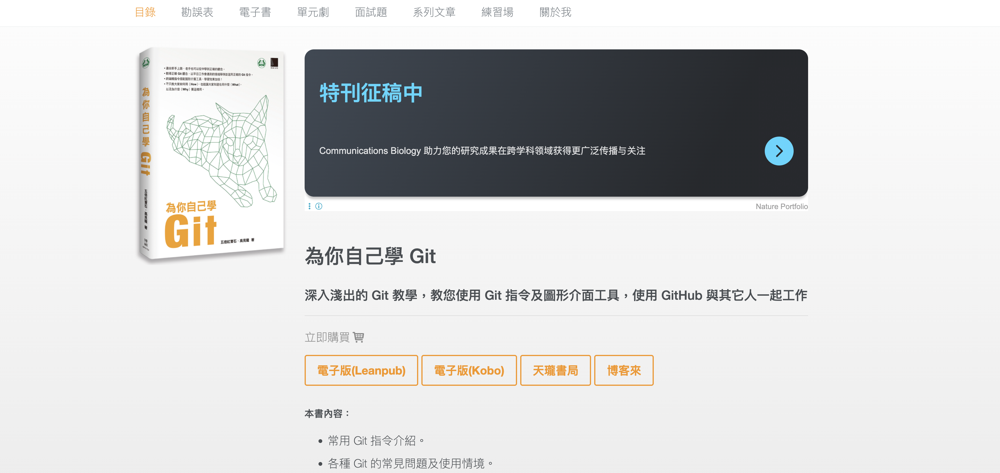 目錄 勘誤表 電子書 單元劇 面試題 系列文章 練習場 關於我
• 適合新手上路、老手也可以從中學到正確的觀念。
• 教導正確 Git 觀念、以平日工作會遇到的情境舉例並選用正確的 Git 指令。
• 終端機指令搭配圖形介面工具、學習效果加倍！
• 不只教大家如何用（How）、也能讓大家知道在用什麼（What）、
以及為什麼（Why）要這樣用。
為你自己學 Git
五倍紅寶石・高見龍 著
博碩
為你自己學
Git
五倍紅寶石・高見龍 著
特刊征稿中
Communications Biology 助力您的研究成果在跨学科领域获得更广泛传播与关注
Nature Portfolio
為你自己學 Git
深入淺出的 Git 教學，教您使用 Git 指令及圖形介面工具，使用 GitHub 與其它人一起工作
立即購買
電子版(Leanpub) 電子版(Kobo) 天瓏書局 博客來
本書內容：
• 常用 Git 指令介紹。
• 各種 Git 的常見問題及使用情境。